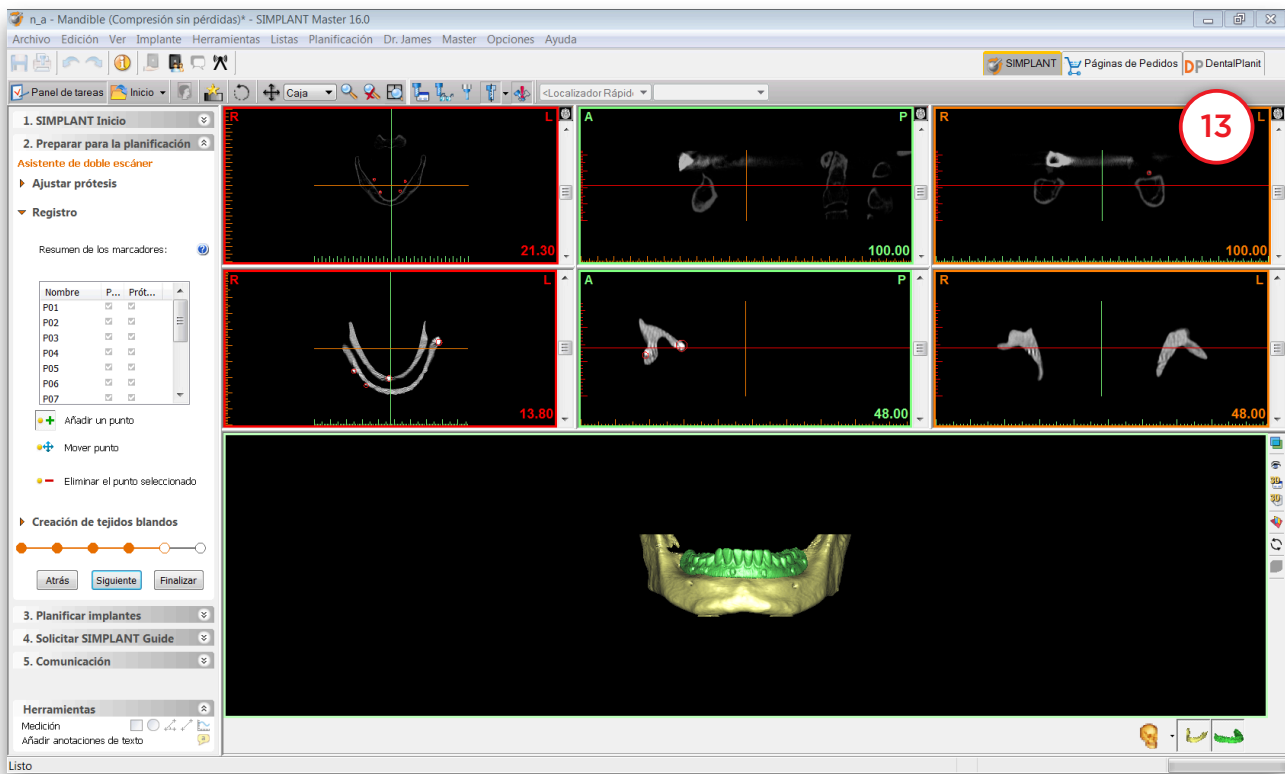 n_a - Mandible (Compresión sin pérdidas)* - SIMPLANT Master 16.0
Archivo Edición Ver Implante Herramientas Listas Planificación Dr. James Master Opciones Ayuda
SIMPLANT Páginas de Pedidos DP DentalPlanit
Panel de tareas Inicio Caja <Localizador Rápido
13
1. SIMPLANT Inicio
2. Preparar para la planificación
Asistente de doble escáner
Ajustar prótesis
Registro
Resumen de los marcadores:
Nombre P... Prót...
P01
P02
P03
P04
P05
P06
P07
Añadir un punto
Mover punto
Eliminar el punto seleccionado
Creación de tejidos blandos
Atrás Siguiente Finalizar
3. Planificar implantes
4. Solicitar SIMPLANT Guide
5. Comunicación
Herramientas
Medición
Añadir anotaciones de texto
R L
21.30
A P
100.00
R L
100.00
R L
13.80
A P
48.00
R L
48.00
3D
3D
Listo